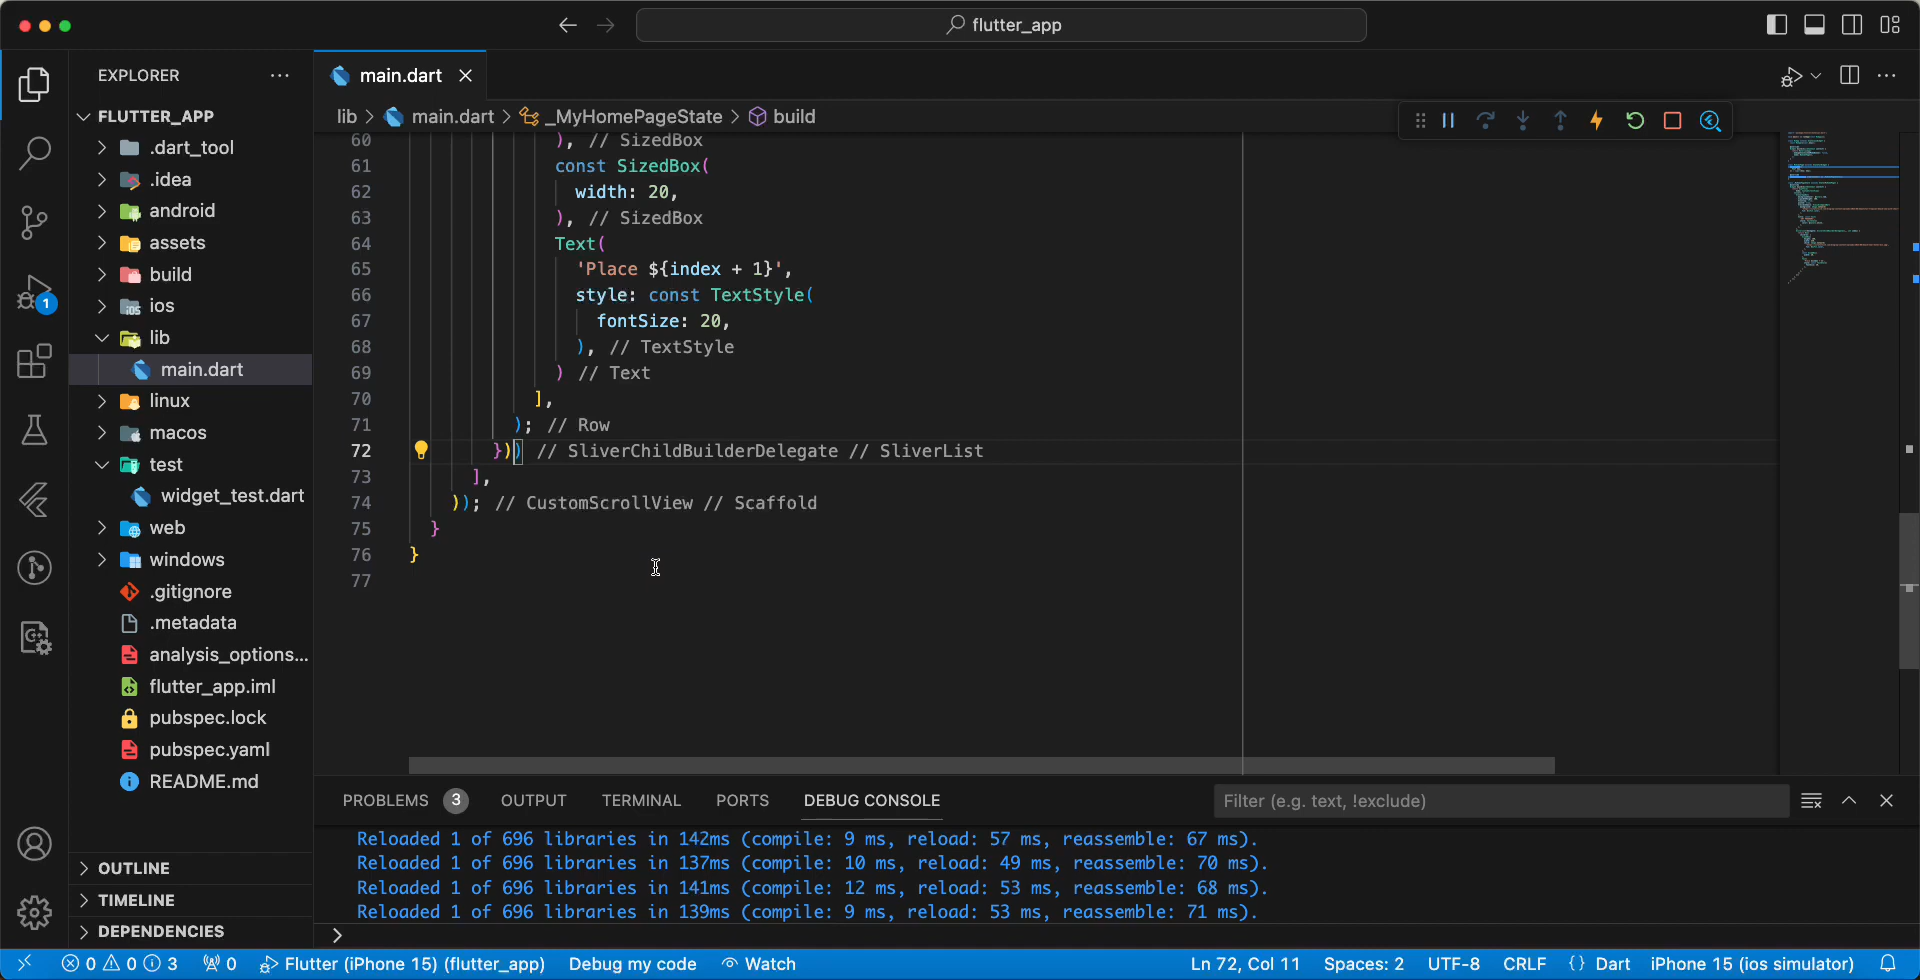 flutter_app
EXPLORER
main.dart
FLUTTER_APP
.dart_tool
.idea
android
assets
build
ios
lib
main.dart
linux
macos
test
widget_test.dart
web
windows
.gitignore
.metadata
analysis_options...
flutter_app.iml
pubspec.lock
pubspec.yaml
README.md
OUTLINE
TIMELINE
DEPENDENCIES
1
lib > main.dart > _MyHomePageState > build
60 ), // SizedBox
61 const SizedBox(
62 width: 20,
63 ), // SizedBox
64 Text(
65 'Place ${index + 1}',
66 style: const TextStyle(
67 fontSize: 20,
68 ), // TextStyle
69 ) // Text
70 ],
71 ); // Row
72 })) // SliverChildBuilderDelegate // SliverList
73 ],
74 )); // CustomScrollView // Scaffold
75 }
76 }
77
PROBLEMS 3 OUTPUT TERMINAL PORTS DEBUG CONSOLE Filter (e.g. text, !exclude)
Reloaded 1 of 696 libraries in 142ms (compile: 9 ms, reload: 57 ms, reassemble: 67 ms).
Reloaded 1 of 696 libraries in 137ms (compile: 10 ms, reload: 49 ms, reassemble: 70 ms).
Reloaded 1 of 696 libraries in 141ms (compile: 12 ms, reload: 53 ms, reassemble: 68 ms).
Reloaded 1 of 696 libraries in 139ms (compile: 9 ms, reload: 53 ms, reassemble: 71 ms).
>
0 0 3 0 Flutter (iPhone 15) (flutter_app) Debug my code Watch Ln 72, Col 11 Spaces: 2 UTF-8 CRLF {} Dart iPhone 15 (ios simulator)